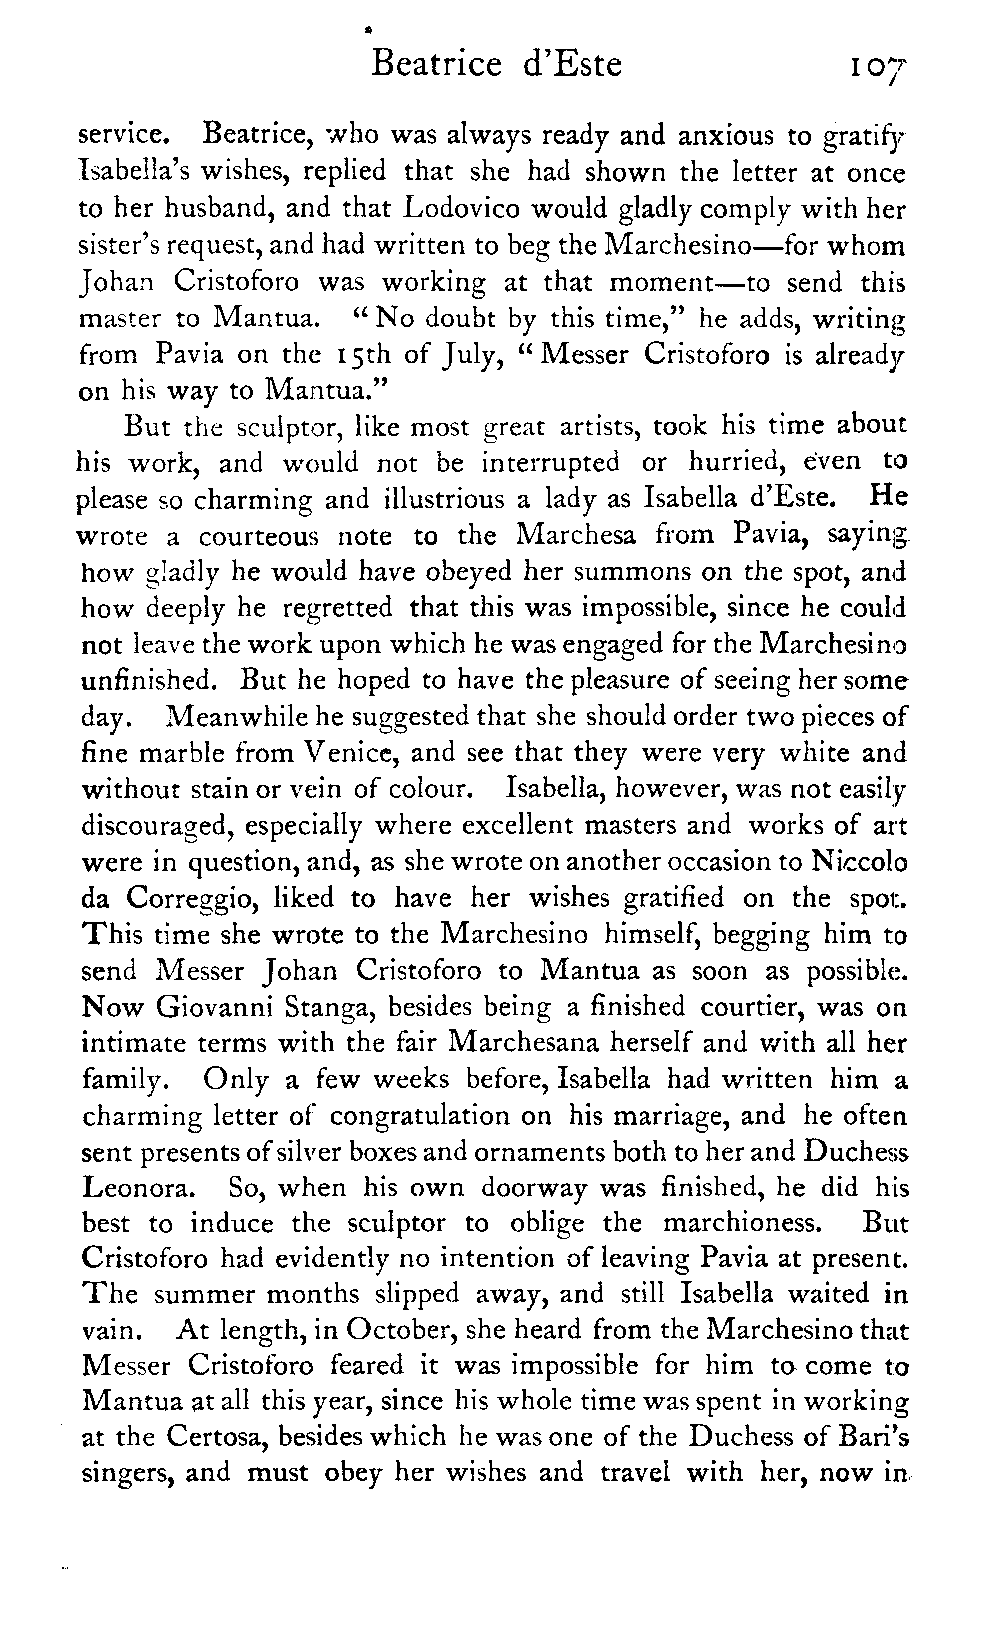 Beatrice d'Este 107
service. Beatrice, who was always ready and anxious to gratify
Isabella's wishes, replied that she had shown the letter at once
to her husband, and that Lodovico would gladly comply with her
sister's request, and had written to beg the Marchesino—for whom
Johan Cristoforo was working at that moment—to send this
master to Mantua. "No doubt by this time," he adds, writing
from Pavia on the 15th of July, "Messer Cristoforo is already
on his way to Mantua."
But the sculptor, like most great artists, took his time about
his work, and would not be interrupted or hurried, even to
please so charming and illustrious a lady as Isabella d'Este. He
wrote a courteous note to the Marchesa from Pavia, saying
how gladly he would have obeyed her summons on the spot, and
how deeply he regretted that this was impossible, since he could
not leave the work upon which he was engaged for the Marchesino
unfinished. But he hoped to have the pleasure of seeing her some
day. Meanwhile he suggested that she should order two pieces of
fine marble from Venice, and see that they were very white and
without stain or vein of colour. Isabella, however, was not easily
discouraged, especially where excellent masters and works of art
were in question, and, as she wrote on another occasion to Niccolo
da Correggio, liked to have her wishes gratified on the spot.
This time she wrote to the Marchesino himself, begging him to
send Messer Johan Cristoforo to Mantua as soon as possible.
Now Giovanni Stanga, besides being a finished courtier, was on
intimate terms with the fair Marchesana herself and with all her
family. Only a few weeks before, Isabella had written him a
charming letter of congratulation on his marriage, and he often
sent presents of silver boxes and ornaments both to her and Duchess
Leonora. So, when his own doorway was finished, he did his
best to induce the sculptor to oblige the marchioness. But
Cristoforo had evidently no intention of leaving Pavia at present.
The summer months slipped away, and still Isabella waited in
vain. At length, in October, she heard from the Marchesino that
Messer Cristoforo feared it was impossible for him to come to
Mantua at all this year, since his whole time was spent in working
at the Certosa, besides which he was one of the Duchess of Bari's
singers, and must obey her wishes and travel with her, now in